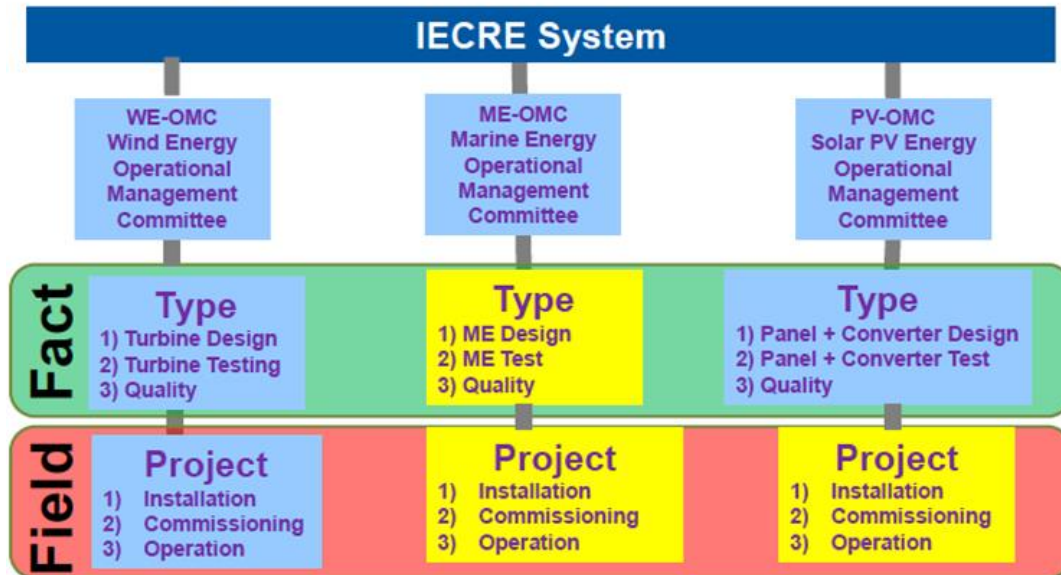 IECRE System
WE-OMC
Wind Energy
Operational
Management
Committee
ME-OMC
Marine Energy
Operational
Management
Committee
PV-OMC
Solar PV Energy
Operational
Management
Committee
Fact
Type
1) Turbine Design
2) Turbine Testing
3) Quality
Type
1) ME Design
2) ME Test
3) Quality
Type
1) Panel + Converter Design
2) Panel + Converter Test
3) Quality
Field
Project
1) Installation
2) Commissioning
3) Operation
Project
1) Installation
2) Commissioning
3) Operation
Project
1) Installation
2) Commissioning
3) Operation